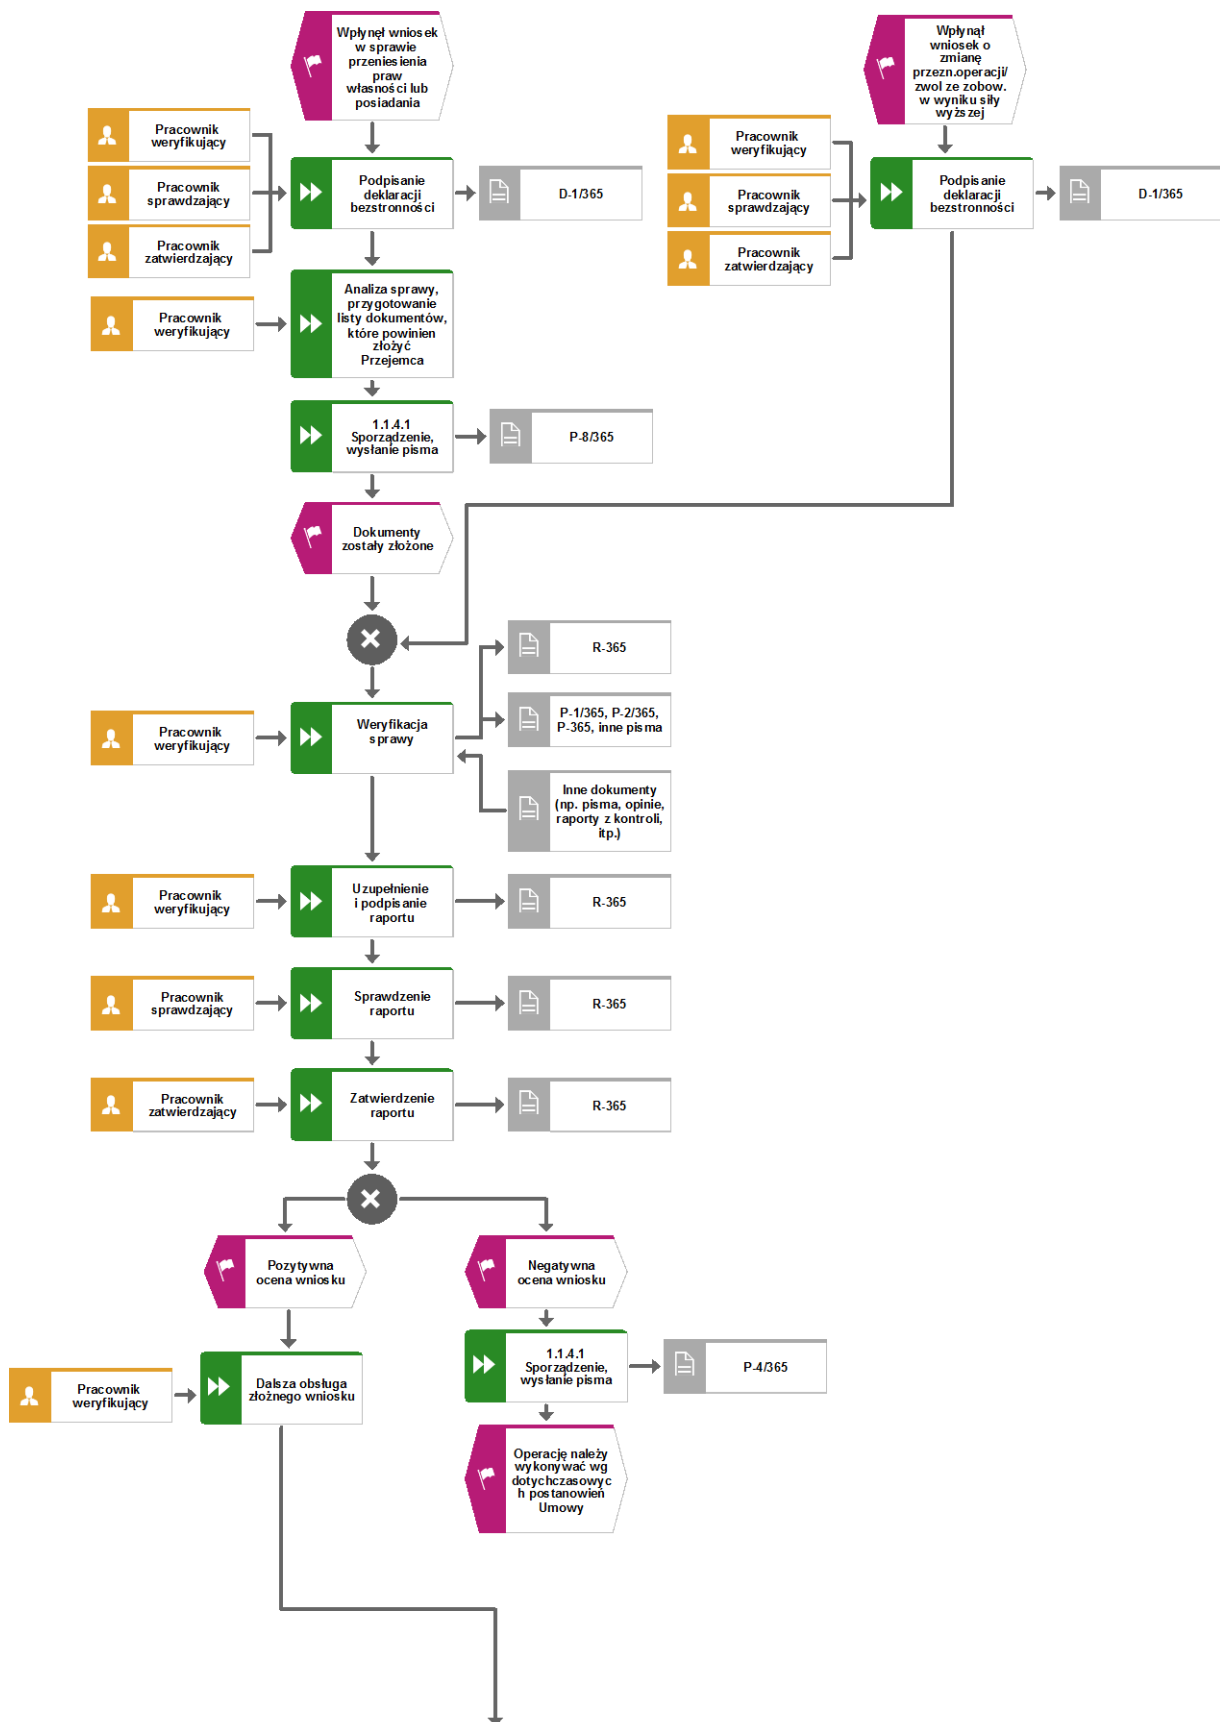 Wpłynęł wniosek
w sprawie
przeniesienia
praw
własności lub
posiadania
Wpłynął
wniosek o
zmianę
przezn.operacji/
zwol ze zobow.
w wyniku siły
wyższej
Pracownik
weryfikujący
Pracownik
sprawdzający
Pracownik
zatwierdzający
Podpisanie
deklaracji
bezstronności
D-1/365
Pracownik
weryfikujący
Pracownik
sprawdzający
Pracownik
zatwierdzający
Podpisanie
deklaracji
bezstronności
D-1/365
Pracownik
weryfikujący
Analiza sprawy,
przygotowanie
listy dokumentów,
które powinien
złożyć
Przejemca
1.1.4.1
Sporządzenie,
wysłanie pisma
P-8/365
Dokumenty
zostały złożone
R-365
Pracownik
weryfikujący
Weryfikacja
sprawy
P-1/365, P-2/365,
P-365, inne pisma
Inne dokumenty
(np. pisma, opinie,
raporty z kontroli,
itp.)
Pracownik
weryfikujący
Uzupełnienie
i podpisanie
raportu
R-365
Pracownik
sprawdzający
Sprawdzenie
raportu
R-365
Pracownik
zatwierdzający
Zatwierdzenie
raportu
R-365
Pozytywna
ocena wniosku
Negatywna
ocena wniosku
1.1.4.1
Sporządzenie,
wysłanie pisma
P-4/365
Pracownik
weryfikujący
Dalsza obsługa
złożnego wniosku
Operację należy
wykonywać wg
dotychczasowyc
h postanowień
Umowy